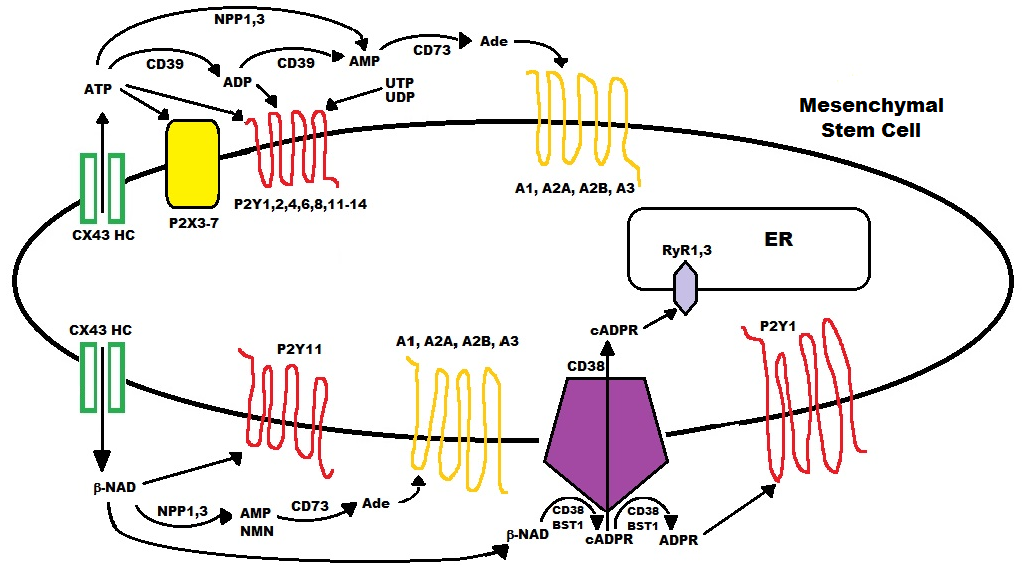 NPP1,3
CD39
CD39
CD73
Ade
ATP
ADP
AMP
UTP
UDP
Mesenchymal
Stem Cell
A1, A2A, A2B, A3
P2Y1,2,4,6,8,11-14
P2X3-7
CX43 HC
ER
RyR1,3
CX43 HC
cADPR
P2Y1
A1, A2A, A2B, A3
P2Y11
CD38
β-NAD
NPP1,3
AMP
NMN
CD73
Ade
β-NAD
CD38
BST1
cADPR
CD38
BST1
ADPR